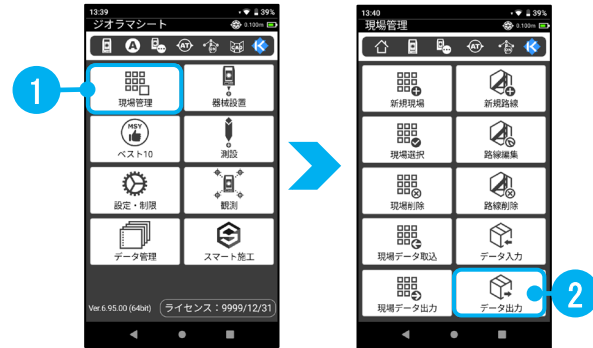 13:39
39%
ジオラマシート
0.100m
A
AT
現場管理
器械設置
MSY
ベスト10
測設
設定・制限
観測
データ管理
スマート施工
Ver.6.95.00 (64bit)
ライセンス：9999/12/31
1
13:40
39%
現場管理
0.100m
AT
新規現場
新規路線
現場選択
路線編集
現場削除
路線削除
現場データ取込
データ入力
現場データ出力
データ出力
2